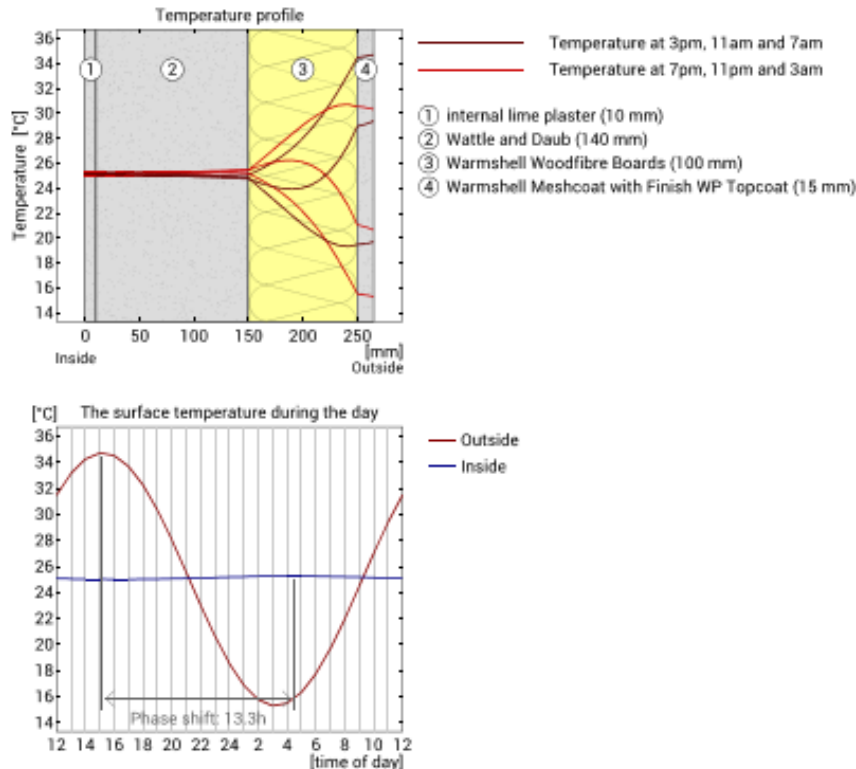 Temperature profile
Temperature [°C]
36
34
32
30
28
26
24
22
20
18
16
14
1
2
3
4
0 50 100 150 200 250
[mm]
Inside
Outside
Temperature at 3pm, 11am and 7am
Temperature at 7pm, 11pm and 3am
1 internal lime plaster (10 mm)
2 Wattle and Daub (140 mm)
3 Warmshell Woodfibre Boards (100 mm)
4 Warmshell Meshcoat with Finish WP Topcoat (15 mm)
[°C] The surface temperature during the day
36
34
32
30
28
26
24
22
20
18
16
14
Phase shift: 13.3h
12 14 16 18 20 22 24 2 4 6 8 10 12
[time of day]
Outside
Inside